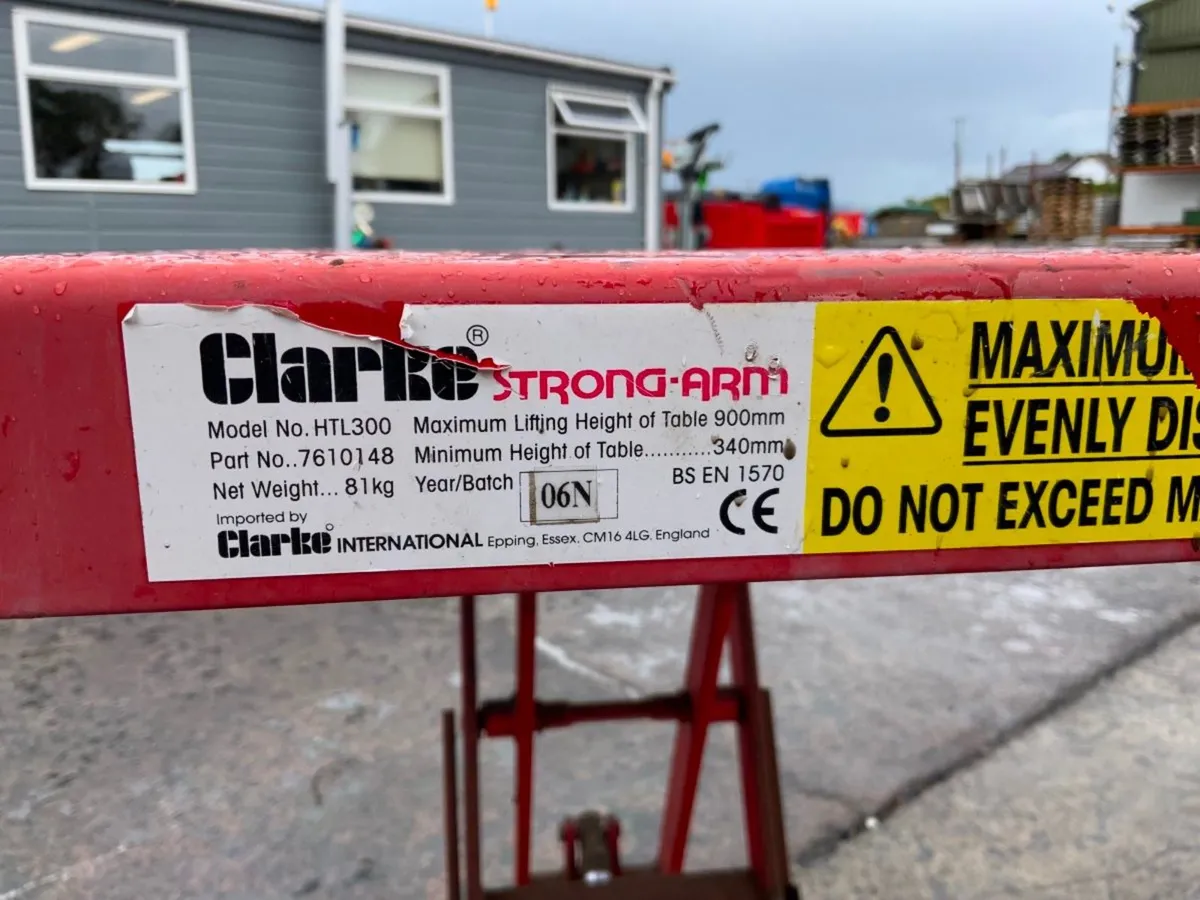 Clarke® STRONG-ARM
Model No. HTL300 Maximum Lifting Height of Table 900mm
Part No..7610148 Minimum Height of Table..........340mm
Net Weight... 81kg Year/Batch 06N BS EN 1570
Imported by
Clarke INTERNATIONAL Epping, Essex. CM16 4LG. England
CE
MAXIMU
EVENLY DIS
DO NOT EXCEED M